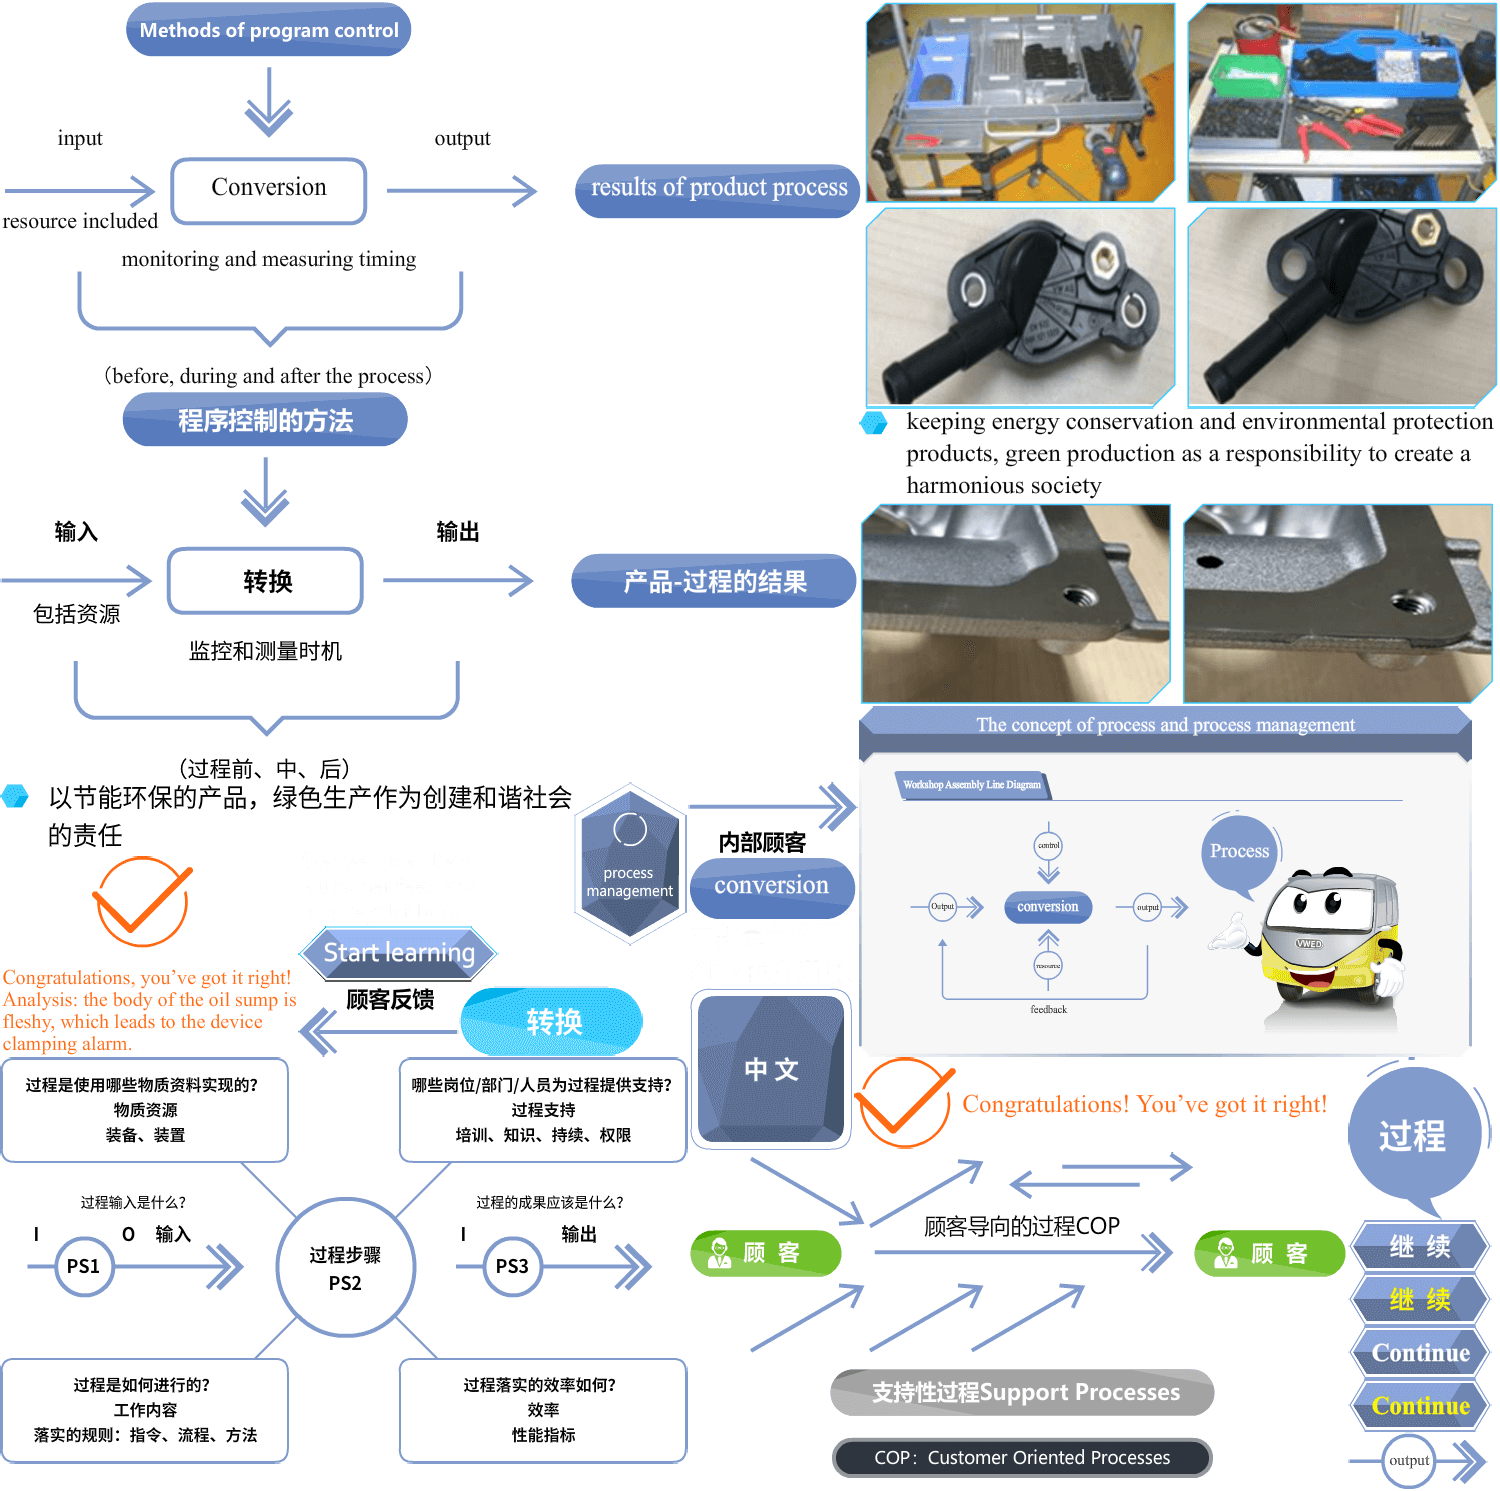 Methods of program control
input
output
Conversion
results of product process
resource included
monitoring and measuring timing
（before, during and after the process）
程序控制的方法
输入
输出
转换
产品-过程的结果
包括资源
监控和测量时机
（过程前、中、后）
以节能环保的产品，绿色生产作为创建和谐社会
的责任
keeping energy conservation and environmental protection
products, green production as a responsibility to create a
harmonious society
The concept of process and process management
Workshop Assembly Line Diagram
control
Output
conversion
output
resource
feedback
Process
VWED
process
management
内部顾客
conversion
Congratulations, you’ve got it right!
Analysis: the body of the oil sump is
fleshy, which leads to the device
clamping alarm.
Start learning
顾客反馈
转换
中 文
Congratulations! You’ve got it right!
过程
过程是使用哪些物质资料实现的?
物质资源
装备、装置
哪些岗位/部门/人员为过程提供支持?
过程支持
培训、知识、持续、权限
过程输入是什么?
I
O
输入
PS1
过程步骤
PS2
过程的成果应该是什么?
I
输出
PS3
过程是如何进行的?
工作内容
落实的规则：指令、流程、方法
过程落实的效率如何?
效率
性能指标
顾客导向的过程COP
顾 客
顾 客
支持性过程Support Processes
COP：Customer Oriented Processes
继 续
继 续
Continue
Continue
output